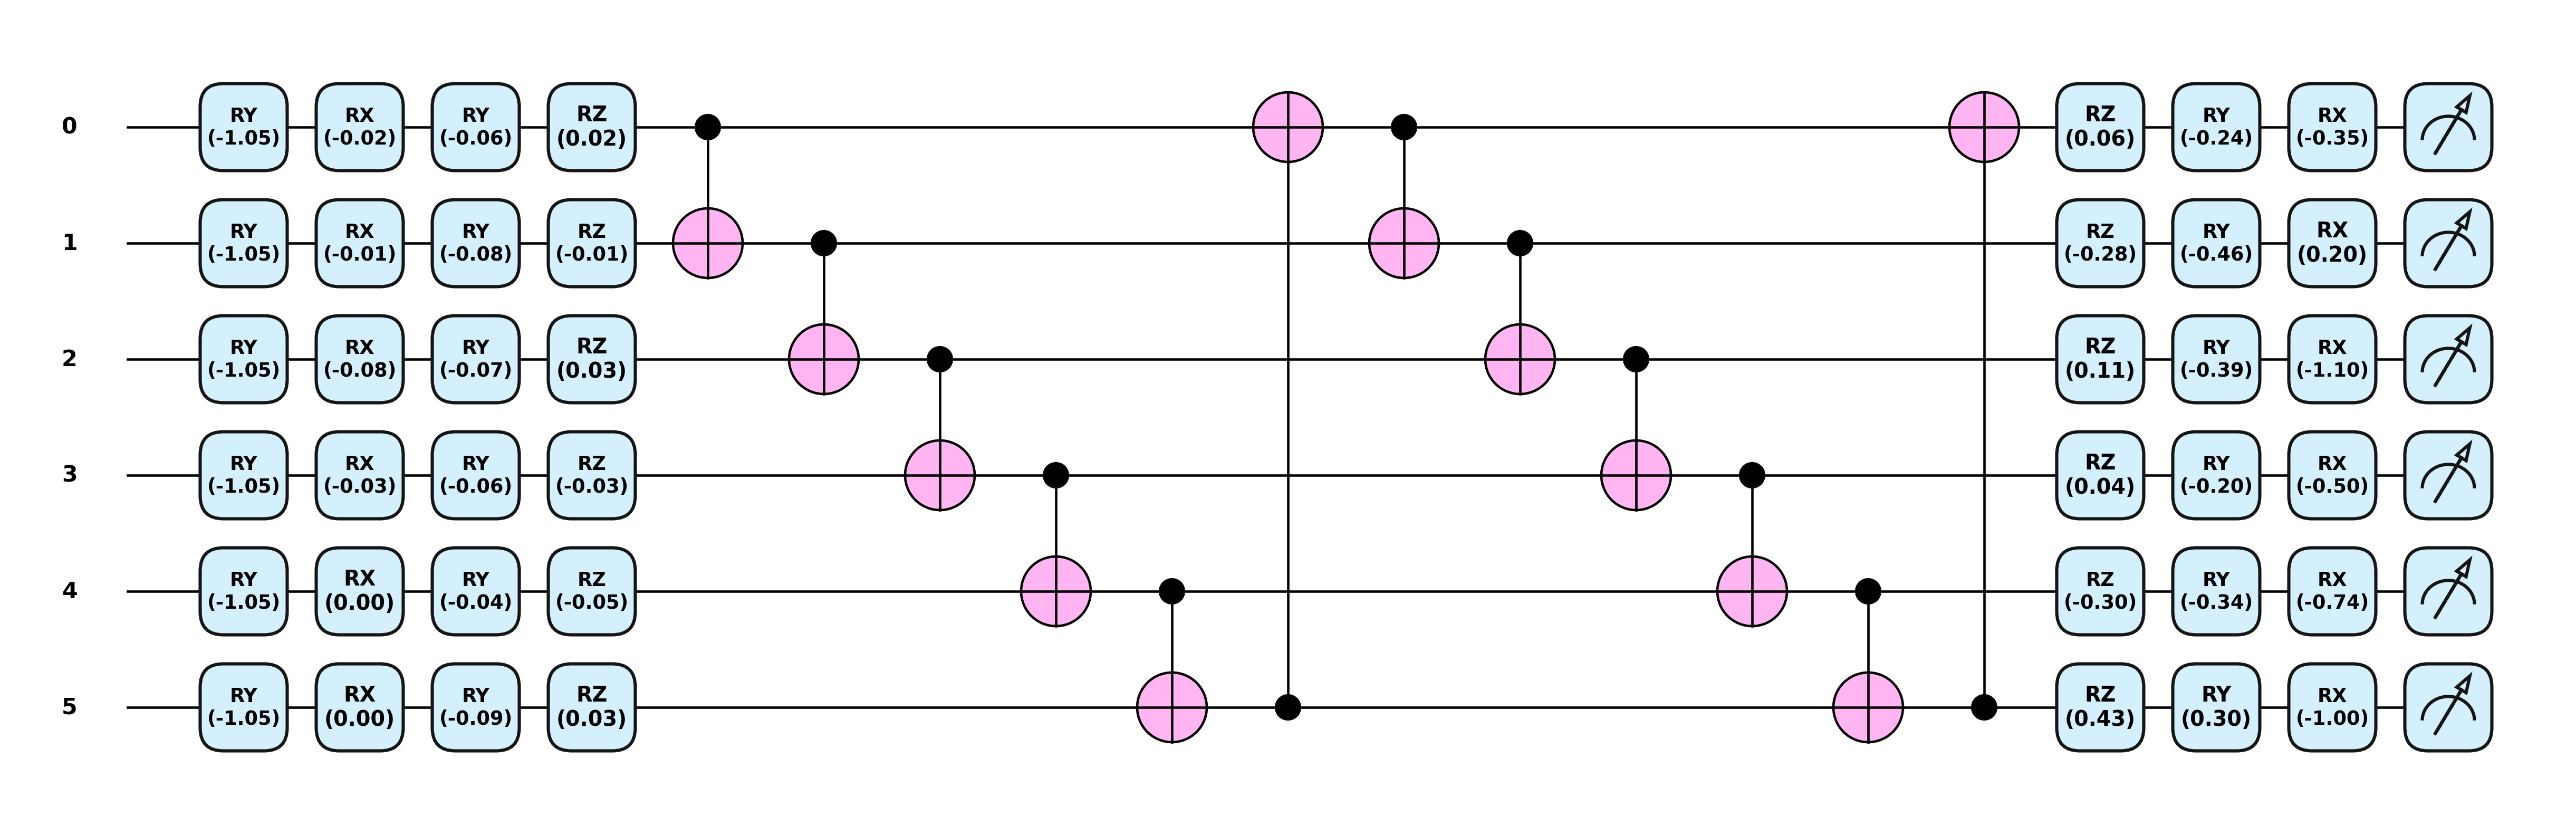 0 RY RX RY RZ RZ RY RX
(-1.05) (-0.02) (-0.06) (0.02) (0.06) (-0.24) (-0.35)
1 RY RX RY RZ RZ RY RX
(-1.05) (-0.01) (-0.08) (-0.01) (-0.28) (-0.46) (0.20)
2 RY RX RY RZ RZ RY RX
(-1.05) (-0.08) (-0.07) (0.03) (0.11) (-0.39) (-1.10)
3 RY RX RY RZ RZ RY RX
(-1.05) (-0.03) (-0.06) (-0.03) (0.04) (-0.20) (-0.50)
4 RY RX RY RZ RZ RY RX
(-1.05) (0.00) (-0.04) (-0.05) (-0.30) (-0.34) (-0.74)
5 RY RX RY RZ RZ RY RX
(-1.05) (0.00) (-0.09) (0.03) (0.43) (0.30) (-1.00)